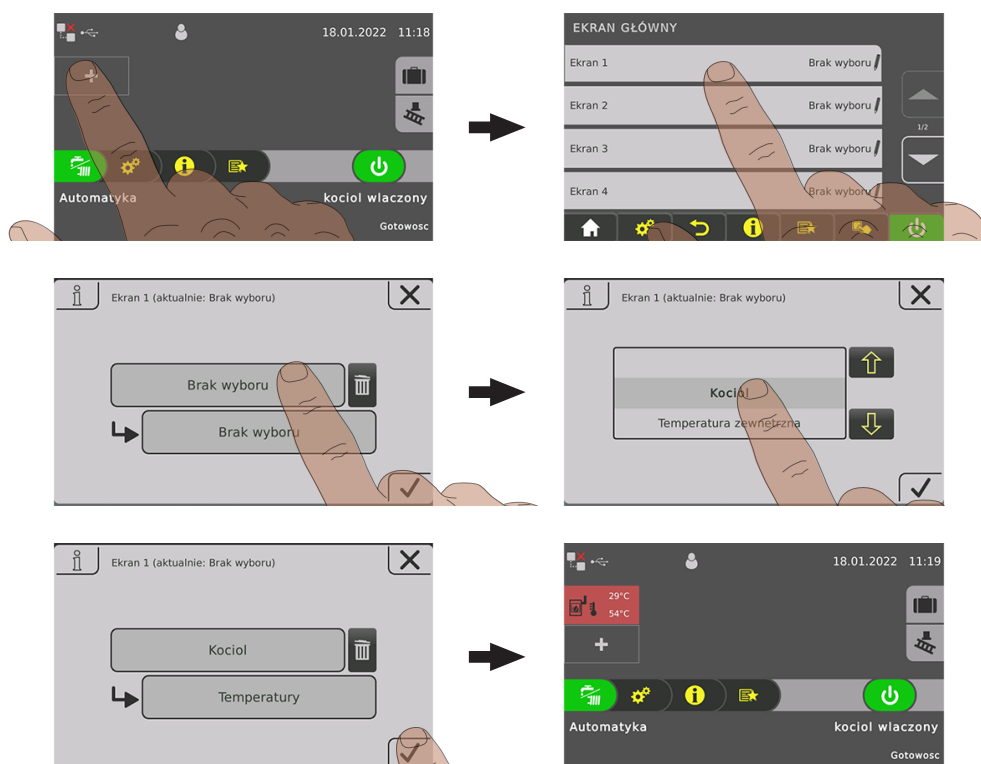 18.01.2022 11:18
+
Automatyka kociol wlaczony
Gotowosc
EKRAN GŁÓWNY
Ekran 1 Brak wyboru
Ekran 2 Brak wyboru
1/2
Ekran 3 Brak wyboru
Ekran 4 Brak wyboru
Ekran 1 (aktualnie: Brak wyboru)
Brak wyboru
Brak wyboru
Ekran 1 (aktualnie: Brak wyboru)
Kociol
Temperatura zewnetrzna
Ekran 1 (aktualnie: Brak wyboru)
Kociol
Temperatury
18.01.2022 11:19
29°C
54°C
+
Automatyka kociol wlaczony
Gotowosc